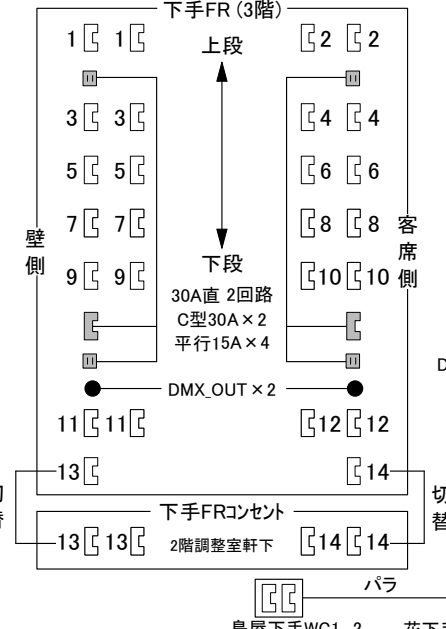 下手FR (3階)
1 1 2 2
上段
3 3 4 4
5 5 6 6
7 7 8 8
壁側
客席側
下段
9 9 10 10
30A直 2回路
C型30A×2
平行15A×4
D
DMX_OUT×2
11 11 12 12
13 14
切
替
下手FRコンセント
13 13 2階調整室軒下 14 14
パラ